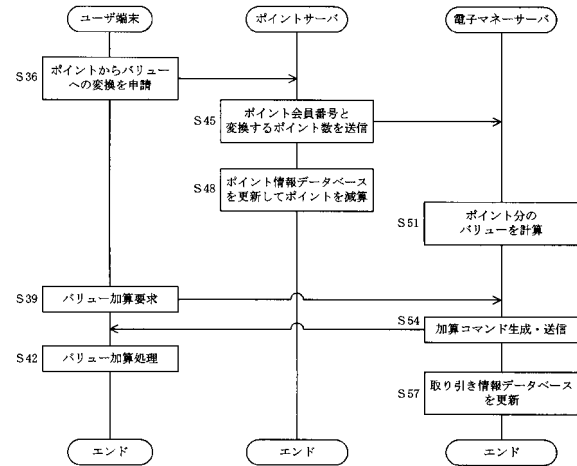 ユーザ端末
ポイントサーバ
電子マネーサーバ
S36
ポイントからバリュー
への変換を申請
S45
ポイント会員番号と
変換するポイント数を送信
S48
ポイント情報データベース
を更新してポイントを減算
S51
ポイント分の
バリューを計算
S39
バリュー加算要求
S54
加算コマンド生成・送信
S42
バリュー加算処理
S57
取り引き情報データベース
を更新
エンド
エンド
エンド